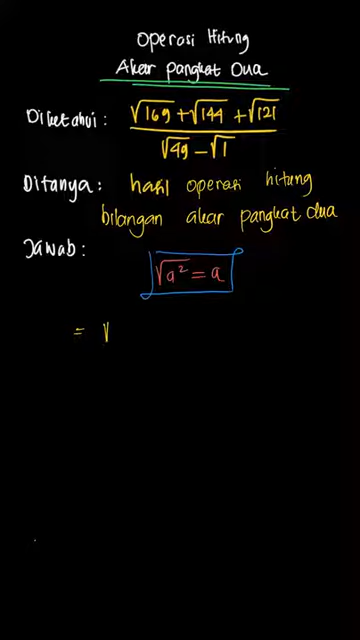 Operasi Hitung
Akar Pangkat Dua
Diketahui : √169 + √144 + √121
√49 − √1
Ditanya : hasil operasi hitung
bilangan akar pangkat dua
Jawab :
√a² = a
= √